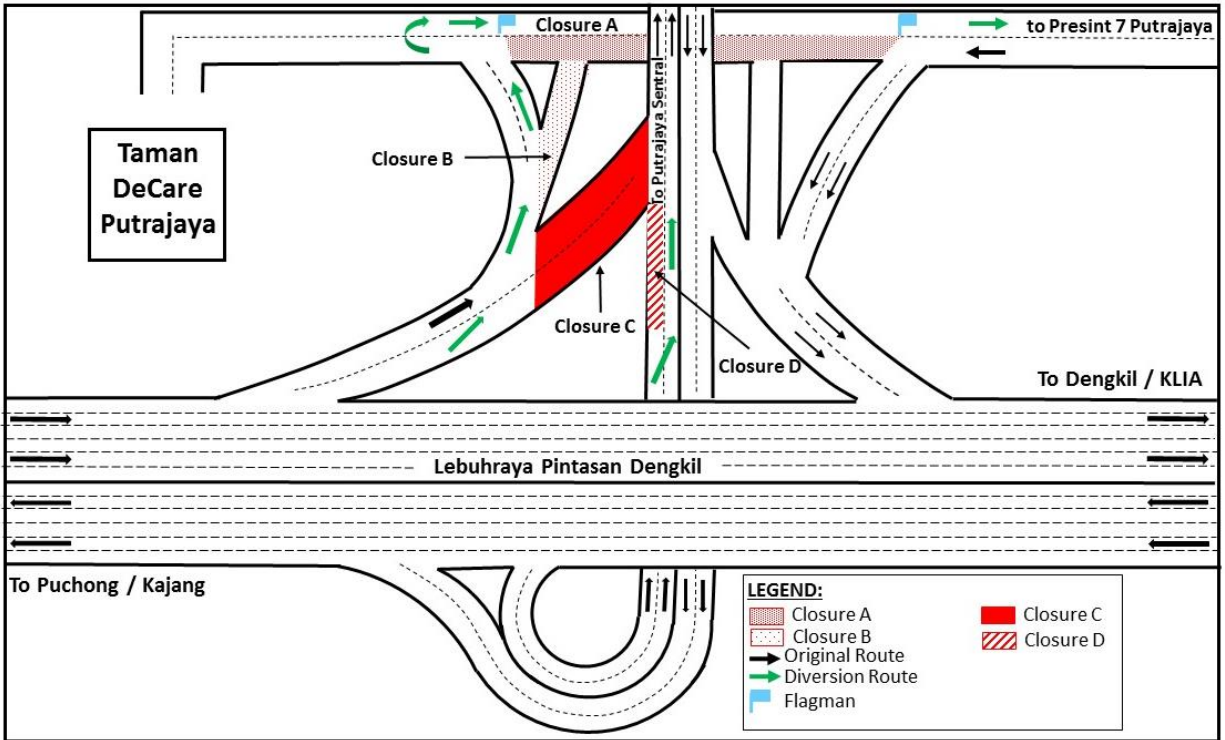 Closure A
to Presint 7 Putrajaya
To Putrajaya Sentral
Taman
DeCare
Putrajaya
Closure B
Closure C
Closure D
To Dengkil / KLIA
Lebuhraya Pintasan Dengkil
To Puchong / Kajang
LEGEND:
Closure A
Closure C
Closure B
Closure D
Original Route
Diversion Route
Flagman